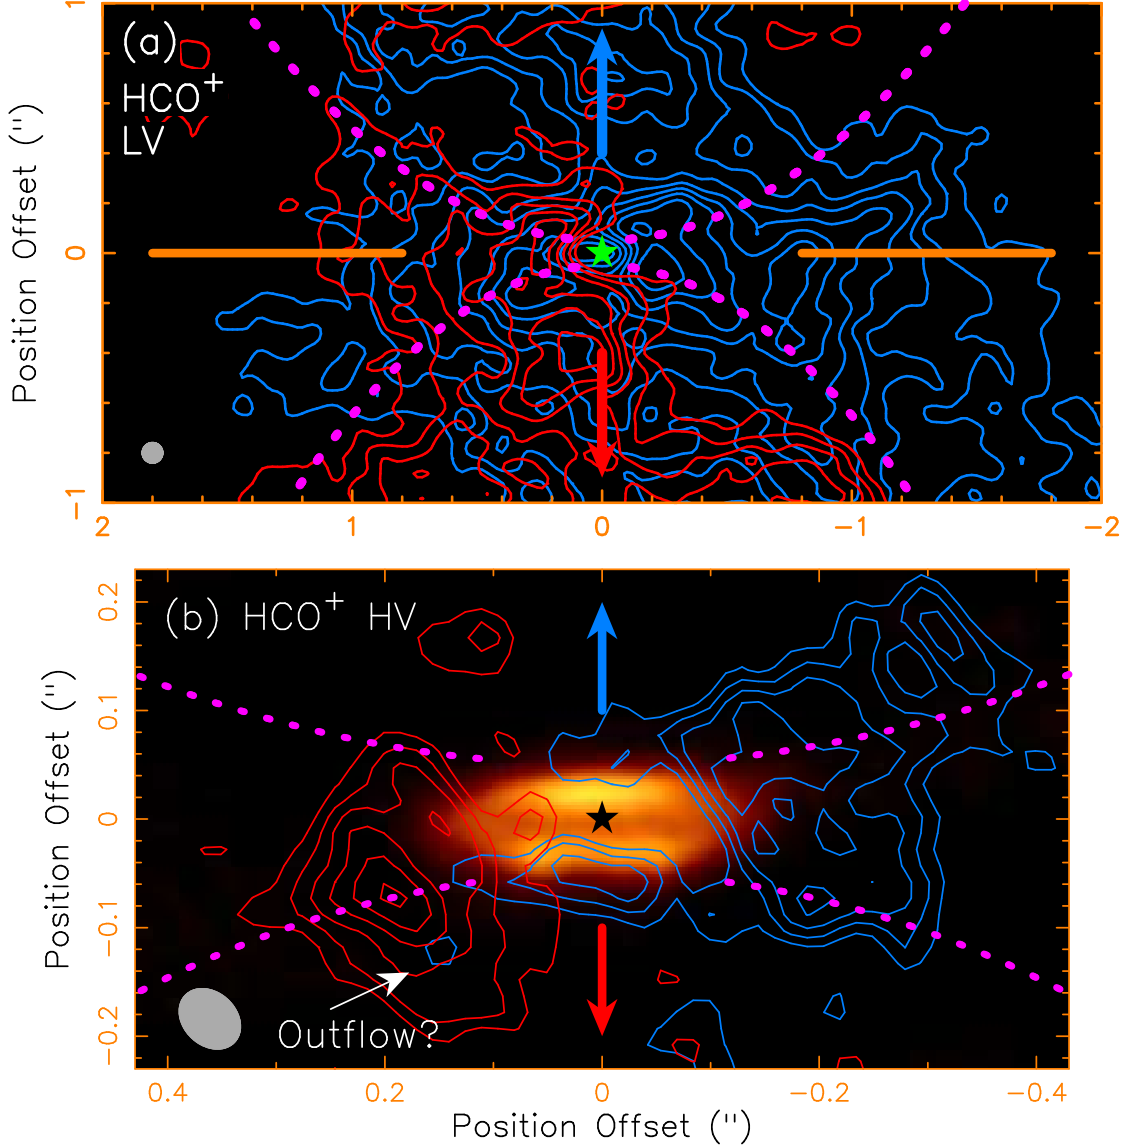 1
(a)
HCO+
LV
Position Offset (")
0
−1
2
1
0
−1
−2
(b) HCO+ HV
0.2
0.1
Position Offset (")
0
−0.1
−0.2
Outflow?
0.4
0.2
0
−0.2
−0.4
Position Offset (")